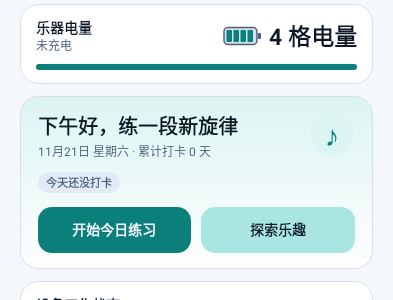 乐器电量
未充电
4 格电量
下午好，练一段新旋律
11月21日 星期六 · 累计打卡 0 天
今天还没打卡
开始今日练习
探索乐趣